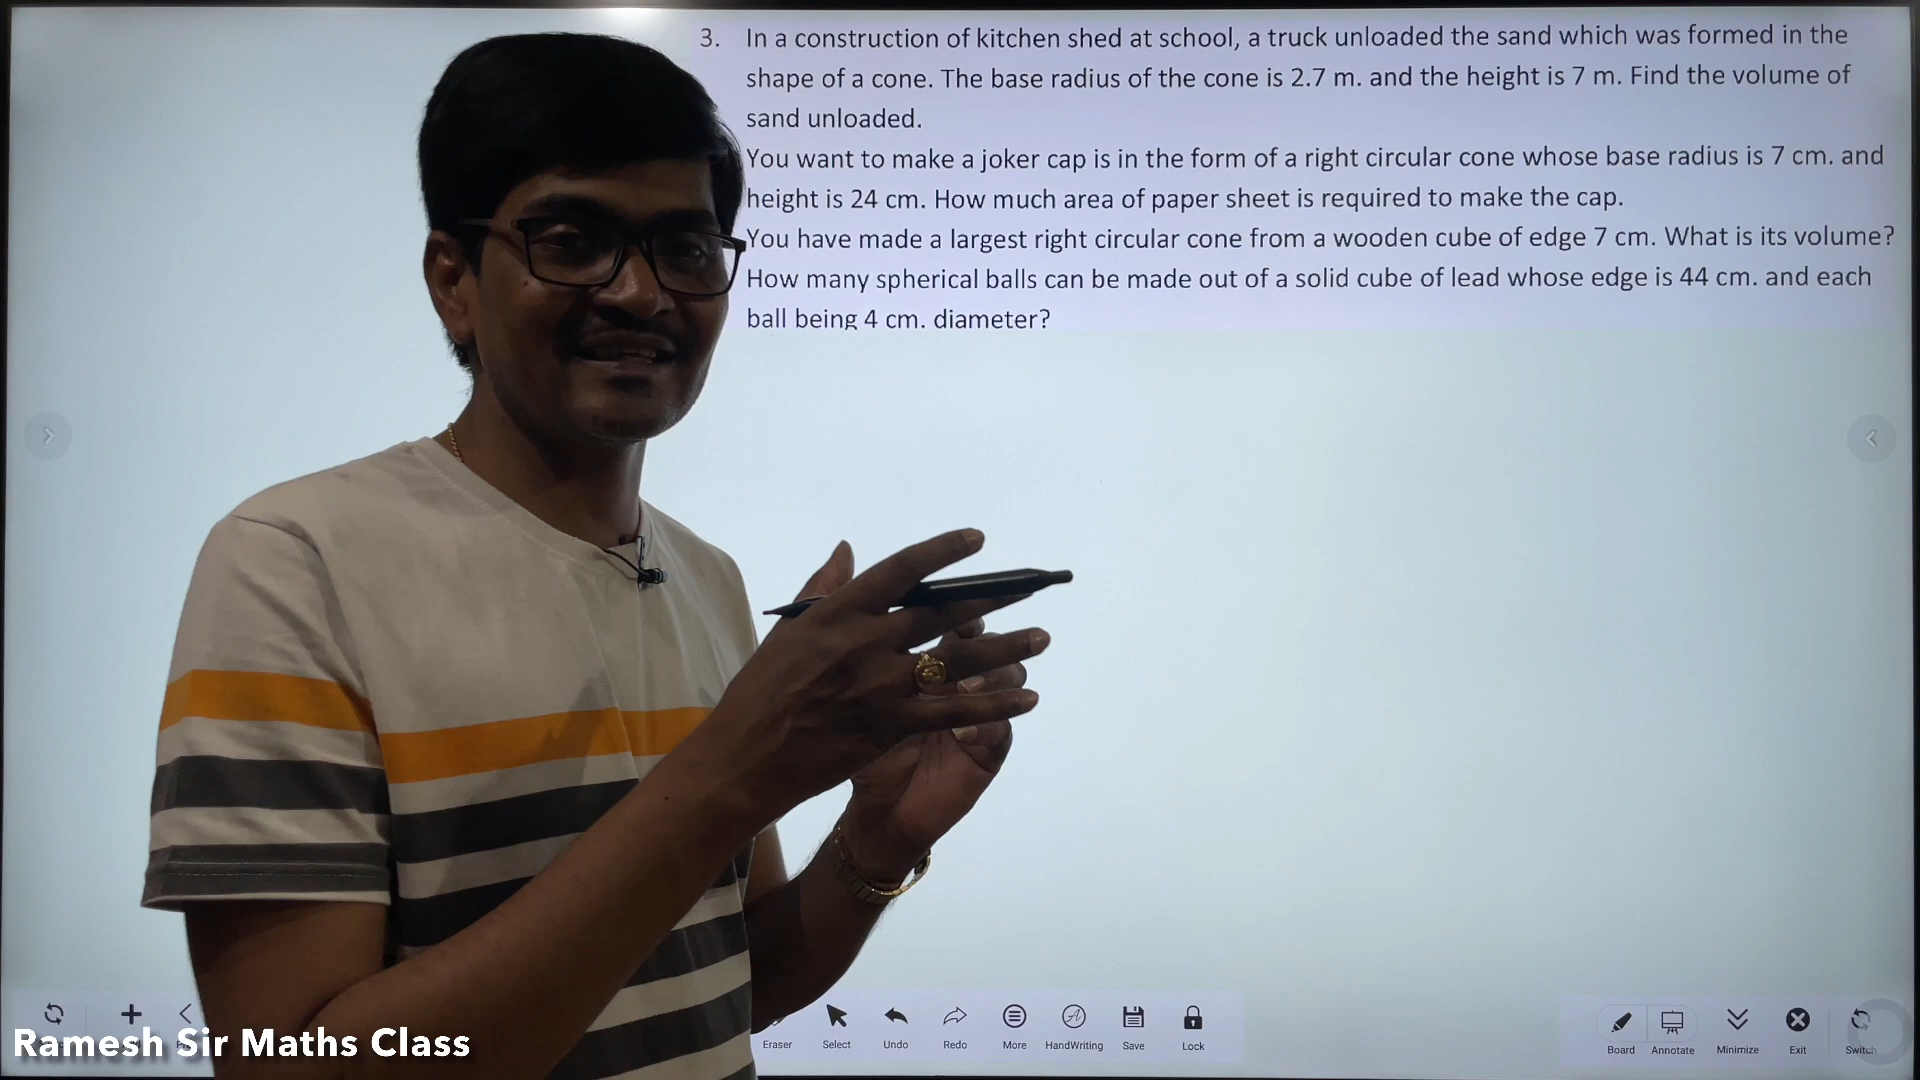 3. In a construction of kitchen shed at school, a truck unloaded the sand which was formed in the
shape of a cone. The base radius of the cone is 2.7 m. and the height is 7 m. Find the volume of
sand unloaded.
You want to make a joker cap is in the form of a right circular cone whose base radius is 7 cm. and
height is 24 cm. How much area of paper sheet is required to make the cap.
You have made a largest right circular cone from a wooden cube of edge 7 cm. What is its volume?
How many spherical balls can be made out of a solid cube of lead whose edge is 44 cm. and each
ball being 4 cm. diameter?
Ramesh Sir Maths Class
Eraser Select Undo Redo More HandWriting Save Lock
Board Annotate Minimize Exit Switch